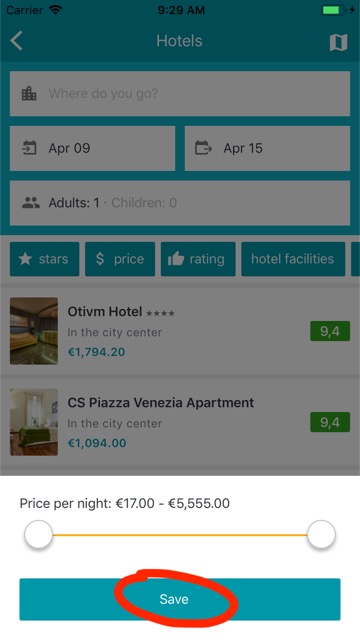 Carrier 9:29 AM
Hotels
Where do you go?
Apr 09 Apr 15
Adults: 1 · Children: 0
stars $ price rating hotel facilities
Otivm Hotel ★★★★
In the city center 9,4
€1,794.20
CS Piazza Venezia Apartment
In the city center 9,4
€1,094.00
Price per night: €17.00 - €5,555.00
Save